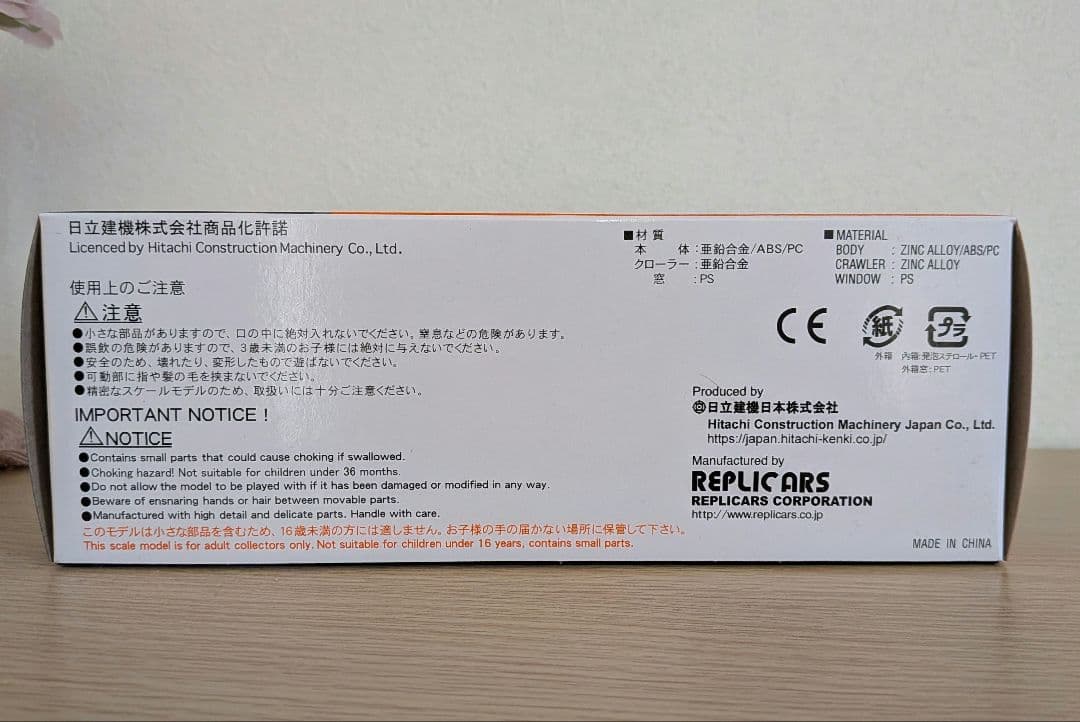 日立建機株式会社商品化許諾
Licenced by Hitachi Construction Machinery Co., Ltd.
使用上のご注意
⚠注意
●小さな部品がありますので、口の中に絶対入れないでください。窒息などの危険があります。
●誤飲の危険がありますので、3歳未満のお子様には絶対に与えないでください。
●安全のため、壊れたり、変形したもので遊ばないでください。
●可動部に指や髪の毛を挟まないでください。
●精密なスケールモデルのため、取扱いには十分ご注意ください。
IMPORTANT NOTICE !
⚠NOTICE
●Contains small parts that could cause choking if swallowed.
●Choking hazard! Not suitable for children under 36 months.
●Do not allow the model to be played with if it has been damaged or modified in any way.
●Beware of ensnaring hands or hair between movable parts.
●Manufactured with high detail and delicate parts. Handle with care.
このモデルは小さな部品を含むため、16歳未満の方には適しません。お子様の手の届かない場所に保管して下さい。
This scale model is for adult collectors only. Not suitable for children under 16 years, contains small parts.
■材質
本 体：亜鉛合金/ABS/PC
クローラー：亜鉛合金
窓 ：PS
■MATERIAL
BODY : ZINC ALLOY/ABS/PC
CRAWLER : ZINC ALLOY
WINDOW : PS
CE
紙
外箱
プラ
内箱：発泡スチロール・PET
外箱窓：PET
Produced by
日立建機日本株式会社
Hitachi Construction Machinery Japan Co., Ltd.
https://japan.hitachi-kenki.co.jp/
Manufactured by
REPLICARS
REPLICARS CORPORATION
http://www.replicars.co.jp
MADE IN CHINA